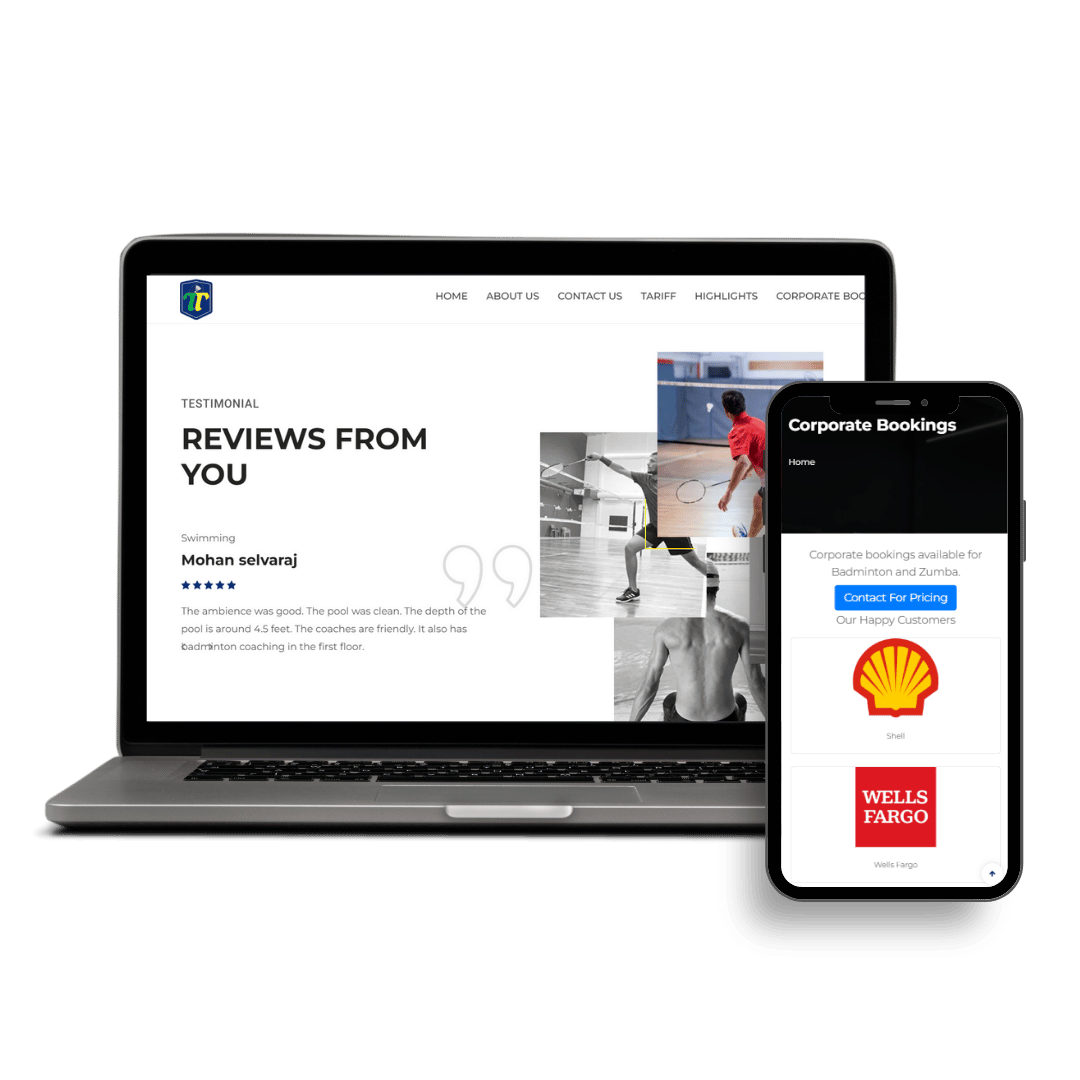 HOME ABOUT US CONTACT US TARIFF HIGHLIGHTS CORPORATE BOO
TESTIMONIAL
REVIEWS FROM
YOU
Swimming
Mohan selvaraj
The ambience was good. The pool was clean. The depth of the
pool is around 4.5 feet. The coaches are friendly. It also has
badminton coaching in the first floor.
Corporate Bookings
Home
Corporate bookings available for
Badminton and Zumba.
Contact For Pricing
Our Happy Customers
Shell
WELLS
FARGO
Wells Fargo